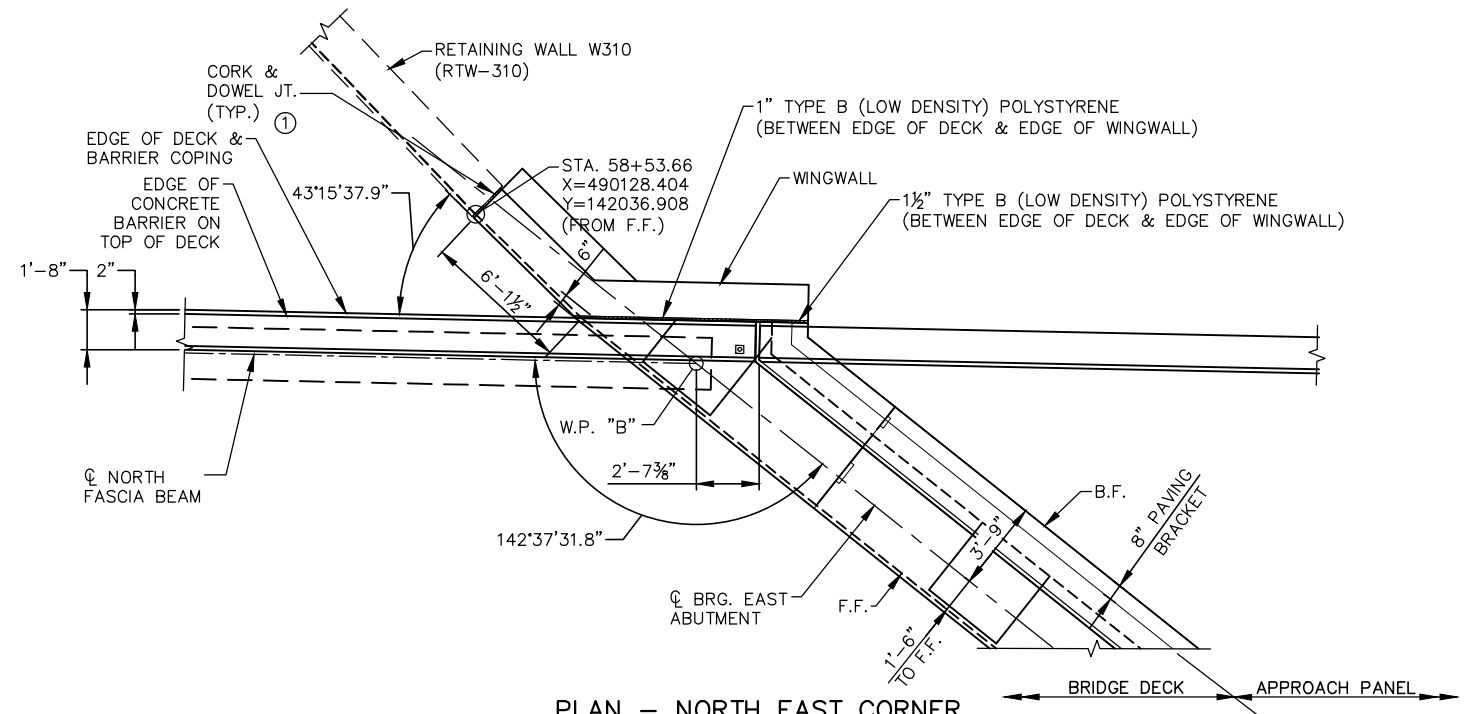 RETAINING WALL W310
(RTW-310)
CORK &
DOWEL JT.
(TYP.) 1
1" TYPE B (LOW DENSITY) POLYSTYRENE
(BETWEEN EDGE OF DECK & EDGE OF WINGWALL)
EDGE OF DECK &
BARRIER COPING
STA. 58+53.66
X=490128.404
Y=142036.908
(FROM F.F.)
WINGWALL
EDGE OF
CONCRETE
BARRIER ON
TOP OF DECK
43°15'37.9"
1½" TYPE B (LOW DENSITY) POLYSTYRENE
(BETWEEN EDGE OF DECK & EDGE OF WINGWALL)
6"
1'-8" 2"
6'-1½"
W.P. "B"
2'-7⅜"
℄ NORTH
FASCIA BEAM
142°37'31.8"
B.F.
8" PAVING
BRACKET
3'-9"
℄ BRG. EAST
ABUTMENT
F.F.
1'-6"
TO F.F.
BRIDGE DECK APPROACH PANEL
PLAN – NORTH EAST CORNER